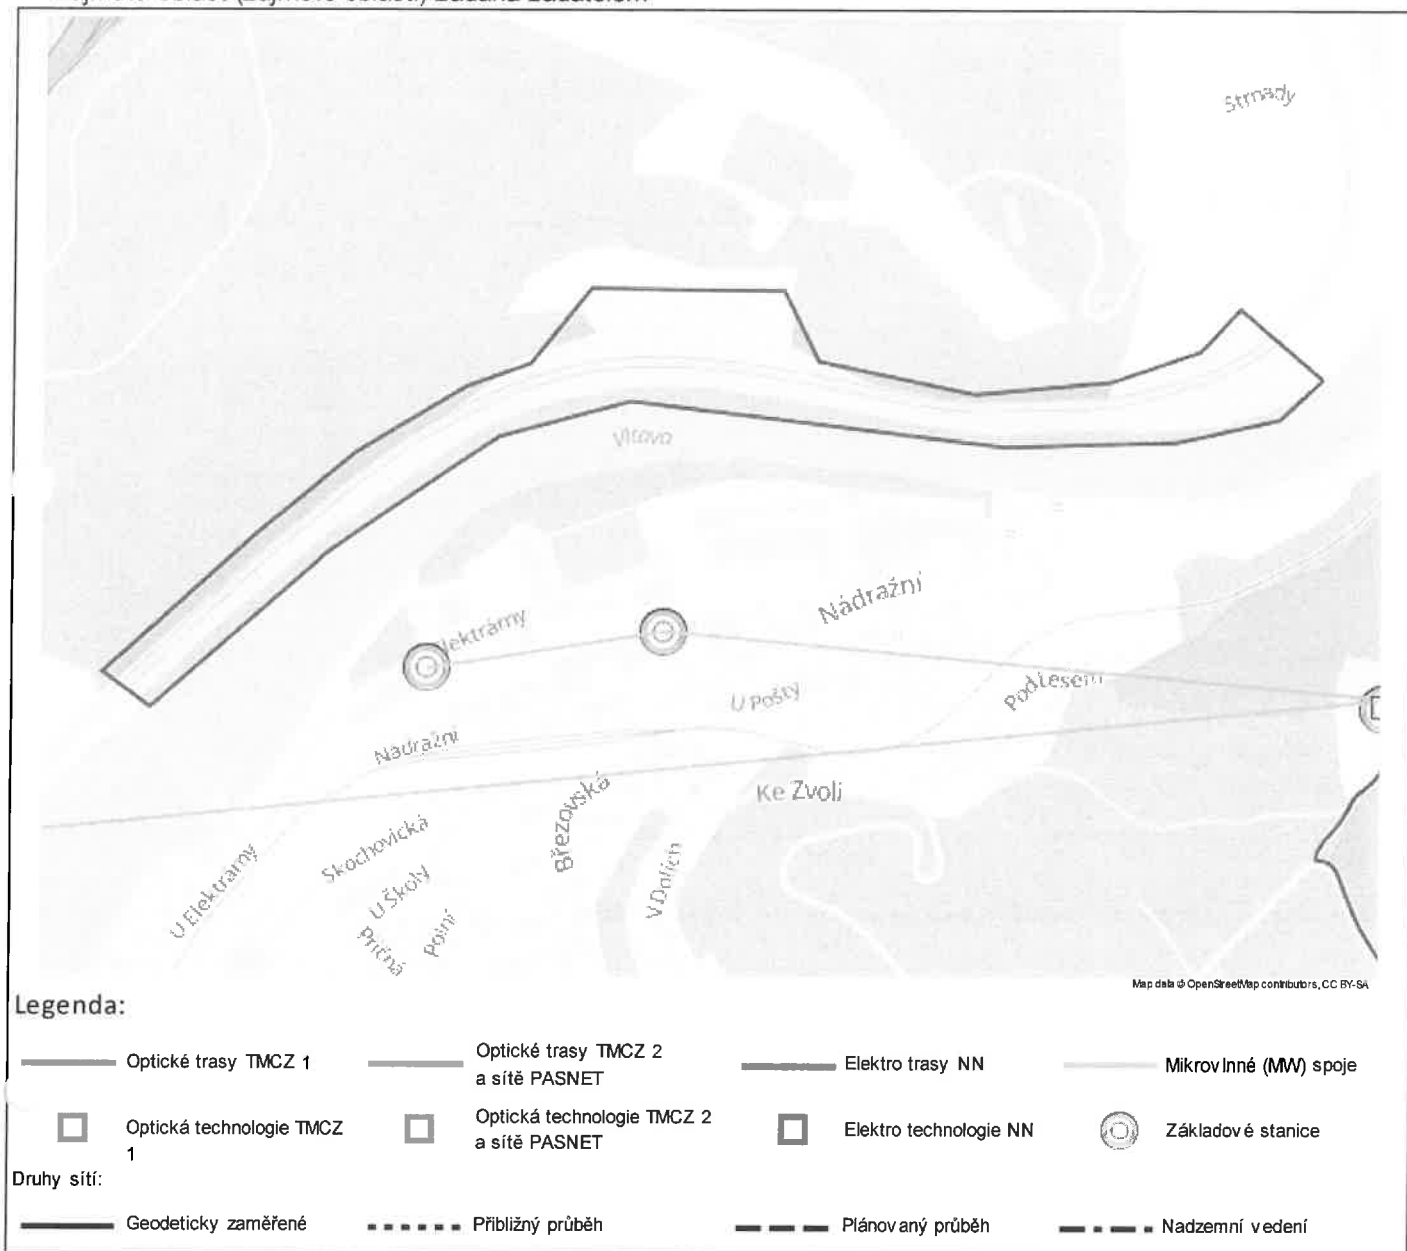 Strnady
Vltava
Nádražní
Elektrárny
Pod Lesem
U Pošty
Nádražní
Ke Zvoli
Březovská
Skochovická
V Dolích
U Elektrárny
U Školy
Polní
Příčná
Map data © OpenStreetMap contributors, CC BY-SA
Legenda:
Optické trasy TMCZ 1
Optické trasy TMCZ 2
a sítě PASNET
Elektro trasy NN
Mikrovlnné (MW) spoje
Optická technologie TMCZ
1
Optická technologie TMCZ 2
a sítě PASNET
Elektro technologie NN
Základové stanice
Druhy sítí:
Geodeticky zaměřené
Přibližný průběh
Plánovaný průběh
Nadzemní vedení